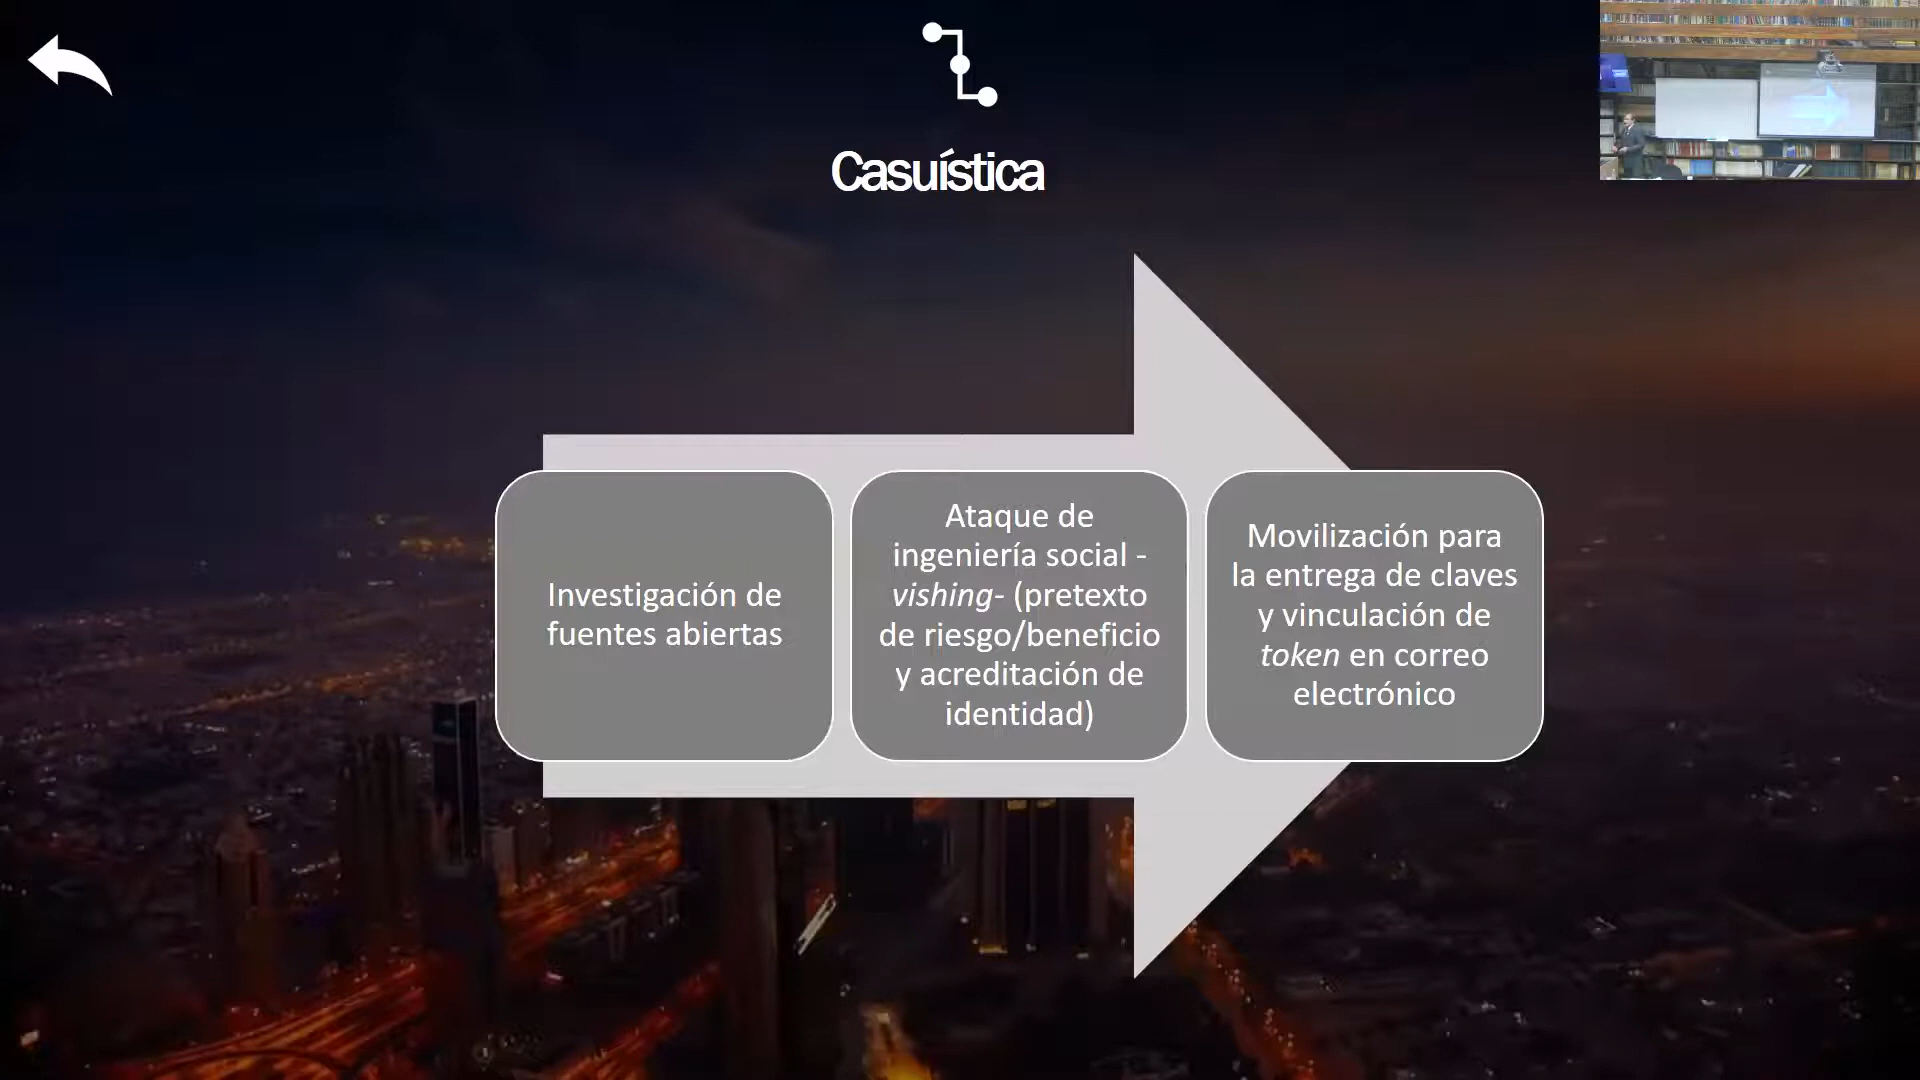 Casuística
Investigación de
fuentes abiertas
Ataque de
ingeniería social -
vishing- (pretexto
de riesgo/beneficio
y acreditación de
identidad)
Movilización para
la entrega de claves
y vinculación de
token en correo
electrónico